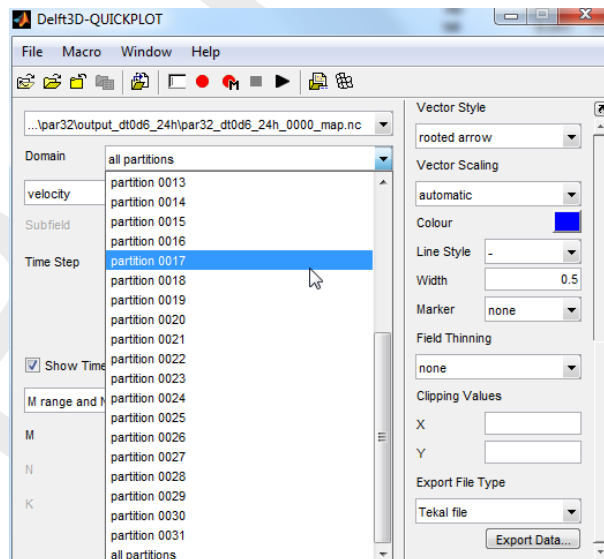 Delft3D-QUICKPLOT
File Macro Window Help
...\par32\output_dt0d6_24h\par32_dt0d6_24h_0000_map.nc
Domain
all partitions
velocity
Subfield
Time Step
partition 0013
partition 0014
partition 0015
partition 0016
partition 0017
partition 0018
partition 0019
partition 0020
partition 0021
partition 0022
partition 0023
partition 0024
partition 0025
partition 0026
partition 0027
partition 0028
partition 0029
partition 0030
partition 0031
all partitions
Show Time
M range and N
M
N
K
Vector Style
rooted arrow
Vector Scaling
automatic
Colour
Line Style -
Width 0.5
Marker none
Field Thinning
none
Clipping Values
X
Y
Export File Type
Tekal file
Export Data...